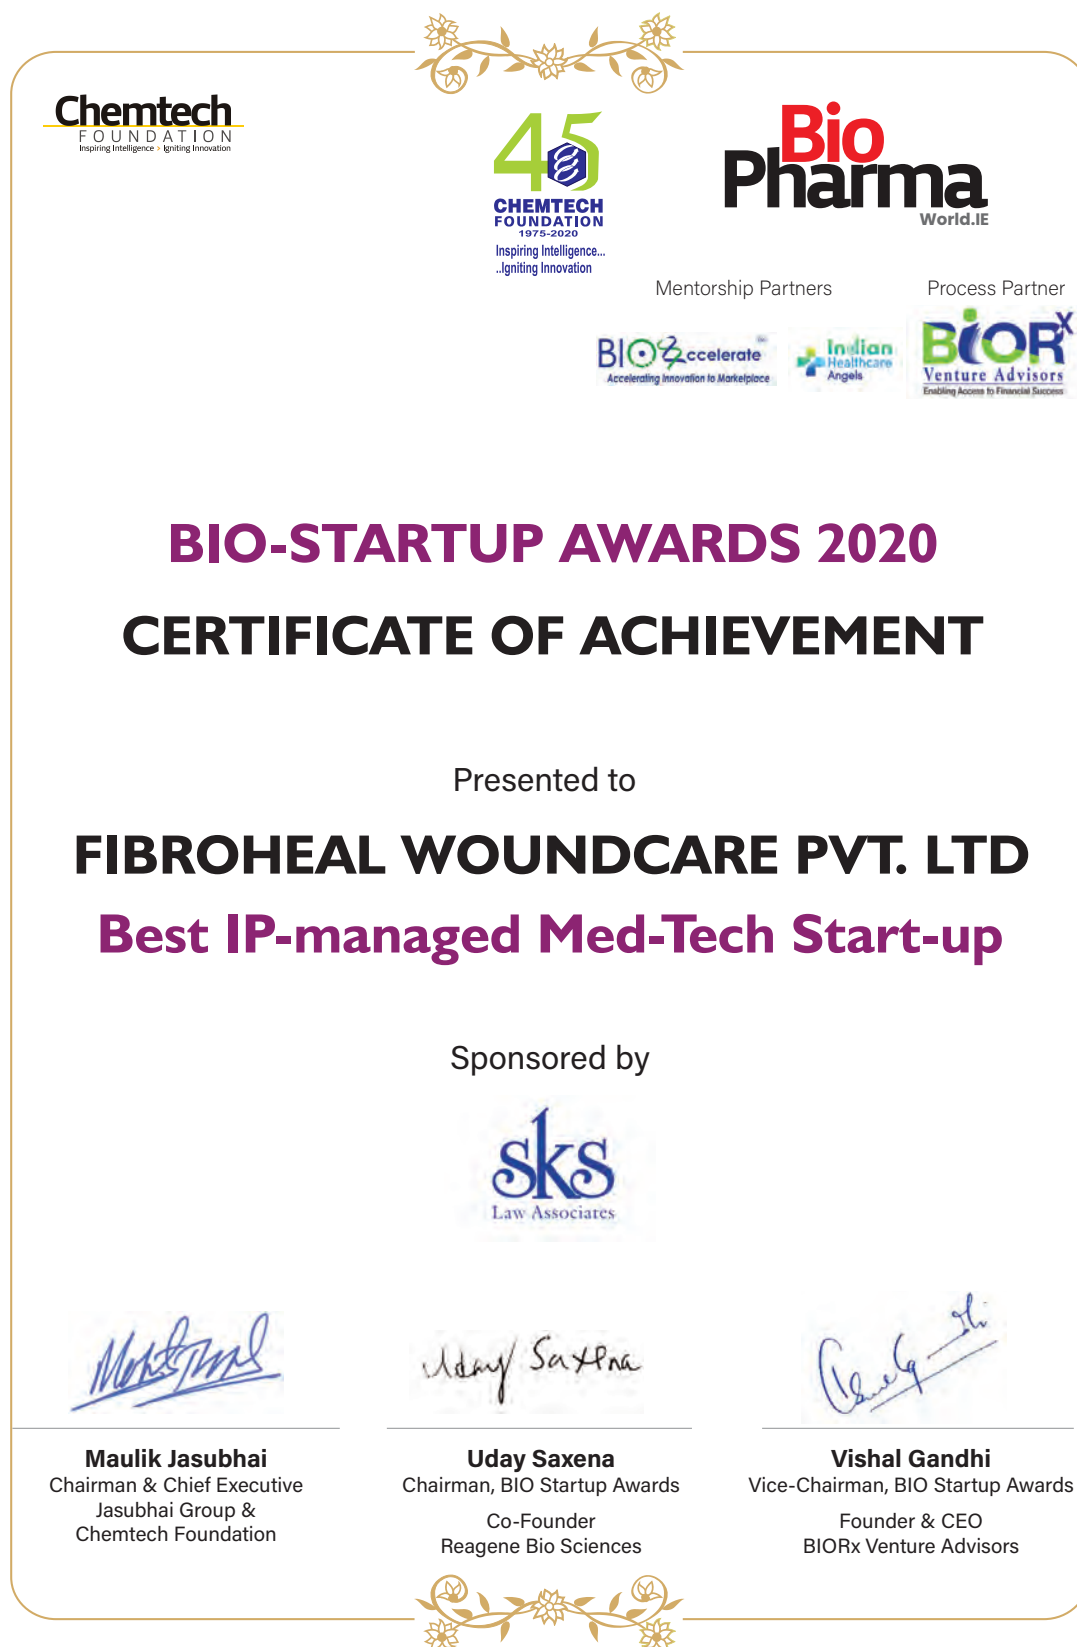 Chemtech
FOUNDATION
Inspiring Intelligence > Igniting Innovation
45
CHEMTECH
FOUNDATION
1975-2020
Inspiring Intelligence...
..Igniting Innovation
Bio
Pharma
World.IE
Mentorship Partners
Process Partner
BIO Accelerate
Accelerating Innovation to Marketplace
Indian
Healthcare
Angels
BiORx
Venture Advisors
Enabling Access to Financial Success
BIO-STARTUP AWARDS 2020
CERTIFICATE OF ACHIEVEMENT
Presented to
FIBROHEAL WOUNDCARE PVT. LTD
Best IP-managed Med-Tech Start-up
Sponsored by
sks
Law Associates
Uday Saxena
Maulik Jasubhai
Chairman & Chief Executive
Jasubhai Group &
Chemtech Foundation
Uday Saxena
Chairman, BIO Startup Awards
Co-Founder
Reagene Bio Sciences
Vishal Gandhi
Vice-Chairman, BIO Startup Awards
Founder & CEO
BIORx Venture Advisors